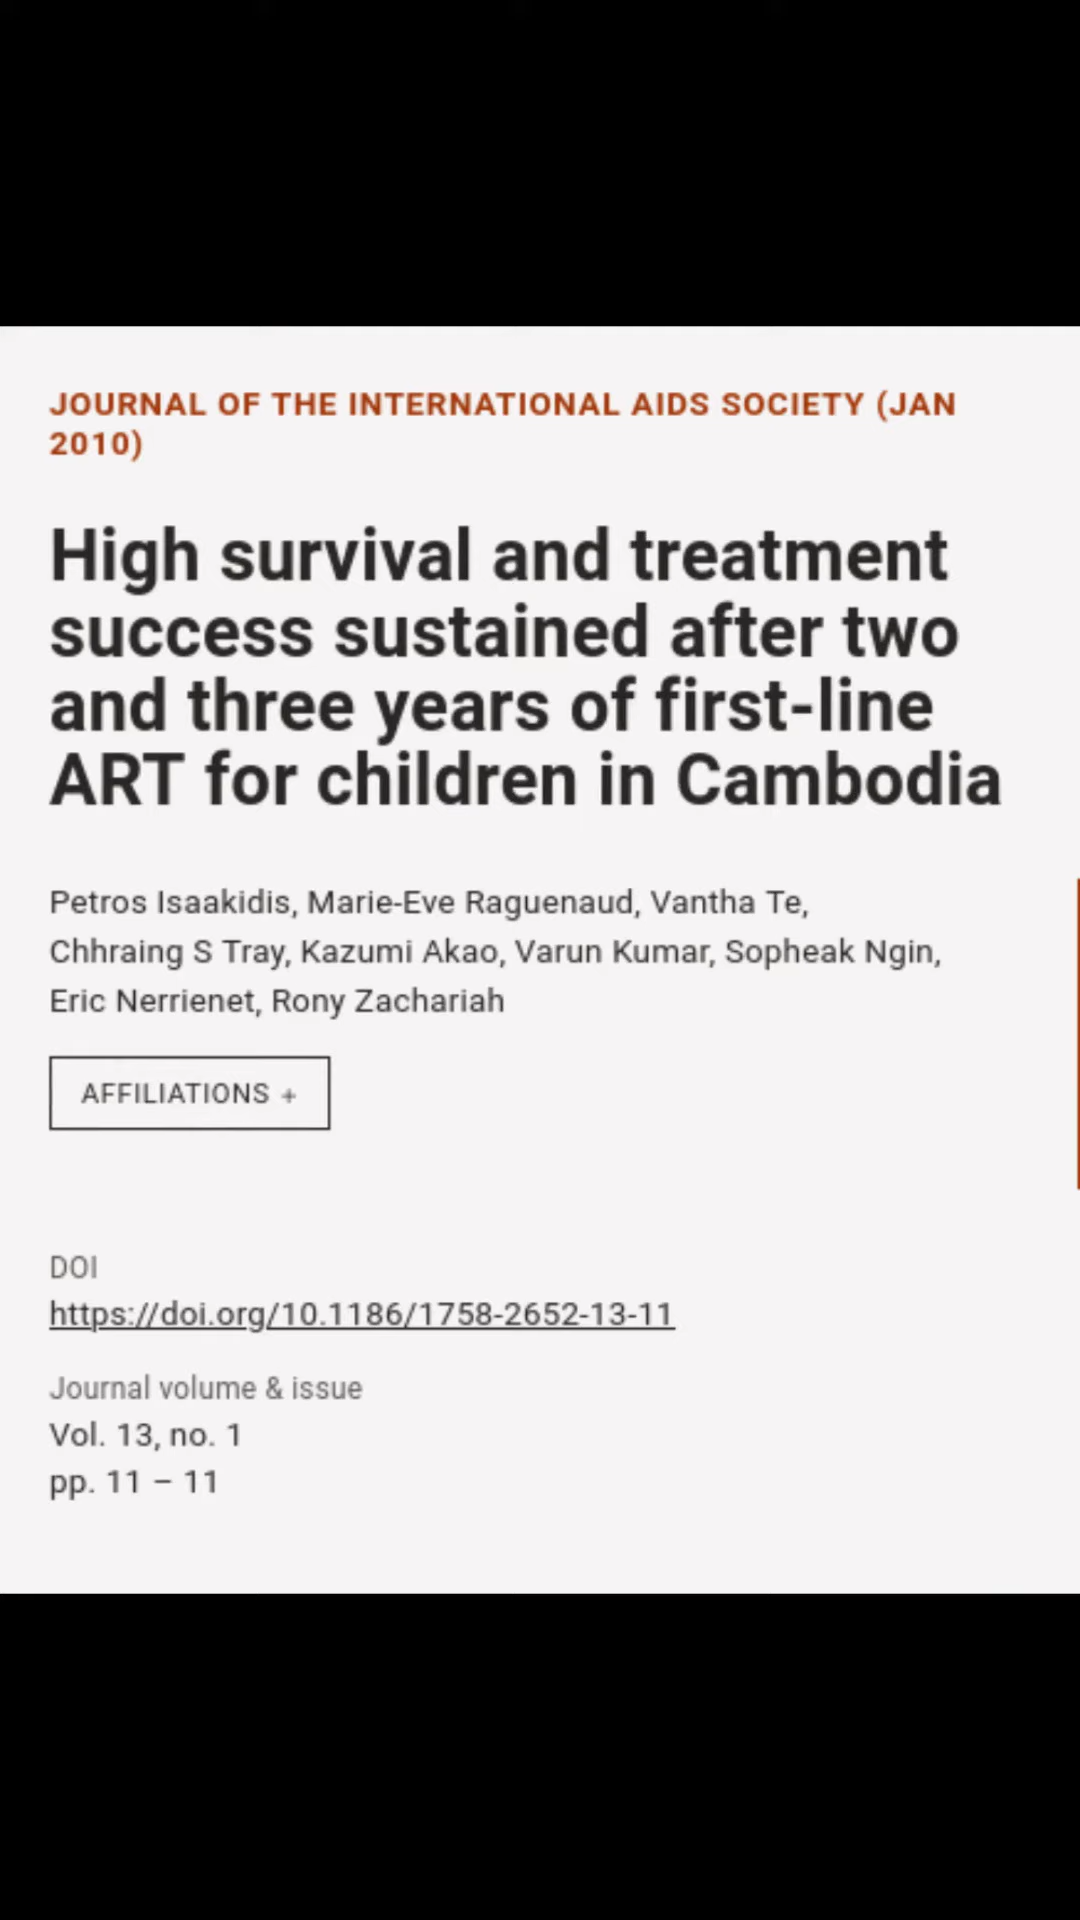 JOURNAL OF THE INTERNATIONAL AIDS SOCIETY (JAN
2010)
High survival and treatment
success sustained after two
and three years of first-line
ART for children in Cambodia
Petros Isaakidis, Marie-Eve Raguenaud, Vantha Te,
Chhraing S Tray, Kazumi Akao, Varun Kumar, Sopheak Ngin,
Eric Nerrienet, Rony Zachariah
AFFILIATIONS +
DOI
https://doi.org/10.1186/1758-2652-13-11
Journal volume & issue
Vol. 13, no. 1
pp. 11 – 11